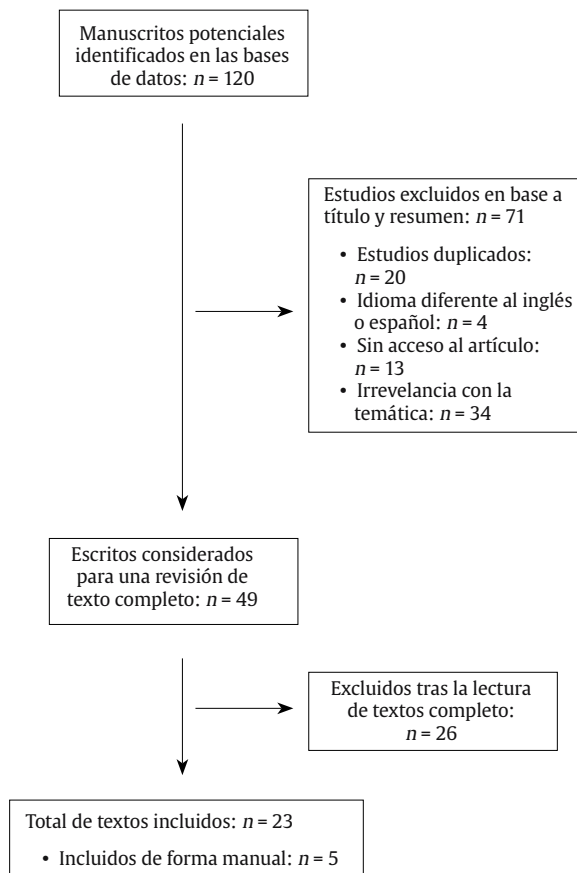 Manuscritos potenciales
identificados en las bases
de datos: n = 120
Estudios excluidos en base a
título y resumen: n = 71
• Estudios duplicados:
n = 20
• Idioma diferente al inglés
o español: n = 4
• Sin acceso al artículo:
n = 13
• Irrevelancia con la
temática: n = 34
Escritos considerados
para una revisión de
texto completo: n = 49
Excluidos tras la lectura
de textos completo:
n = 26
Total de textos incluidos: n = 23
• Incluidos de forma manual: n = 5